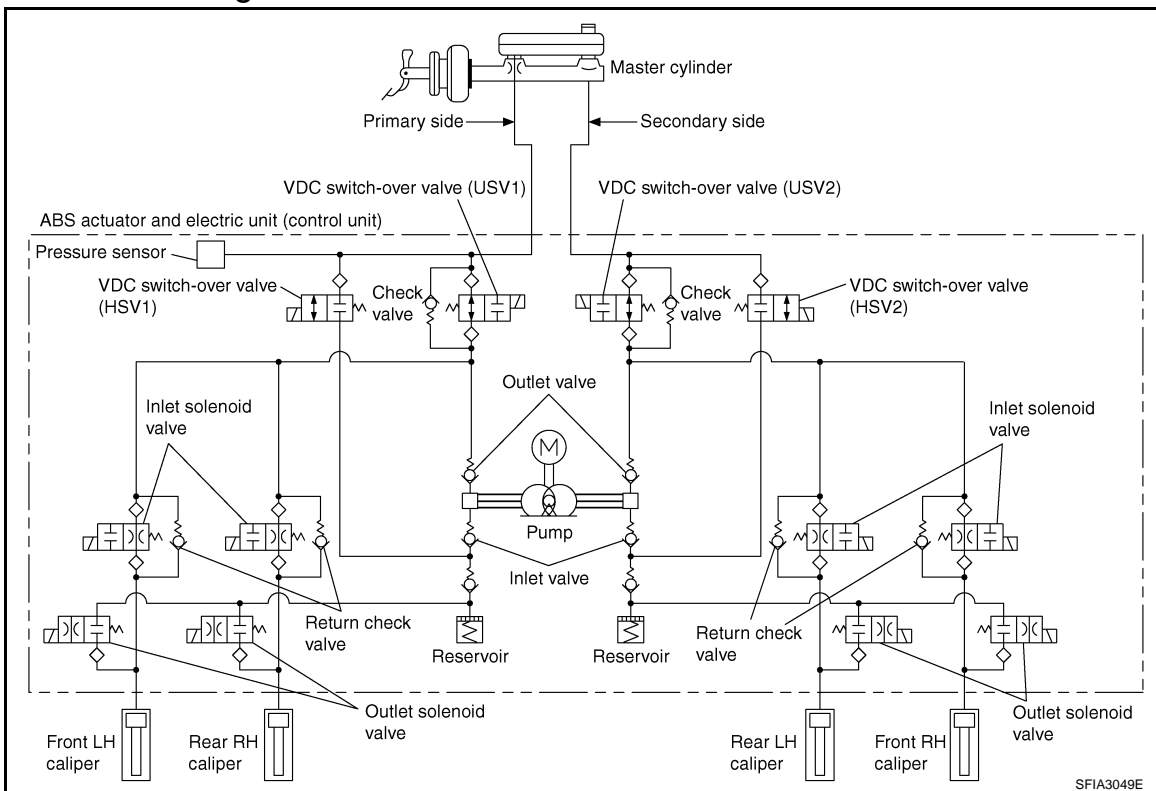 Master cylinder
Primary side
Secondary side
VDC switch-over valve (USV1)
VDC switch-over valve (USV2)
ABS actuator and electric unit (control unit)
Pressure sensor
VDC switch-over valve
(HSV1)
Check
valve
Check
valve
VDC switch-over valve
(HSV2)
Outlet valve
Inlet solenoid
valve
Inlet solenoid
valve
M
Pump
Inlet valve
Return check
valve
Reservoir
Reservoir
Return check
valve
Outlet solenoid
valve
Outlet solenoid
valve
Front LH
caliper
Rear RH
caliper
Rear LH
caliper
Front RH
caliper
SFIA3049E